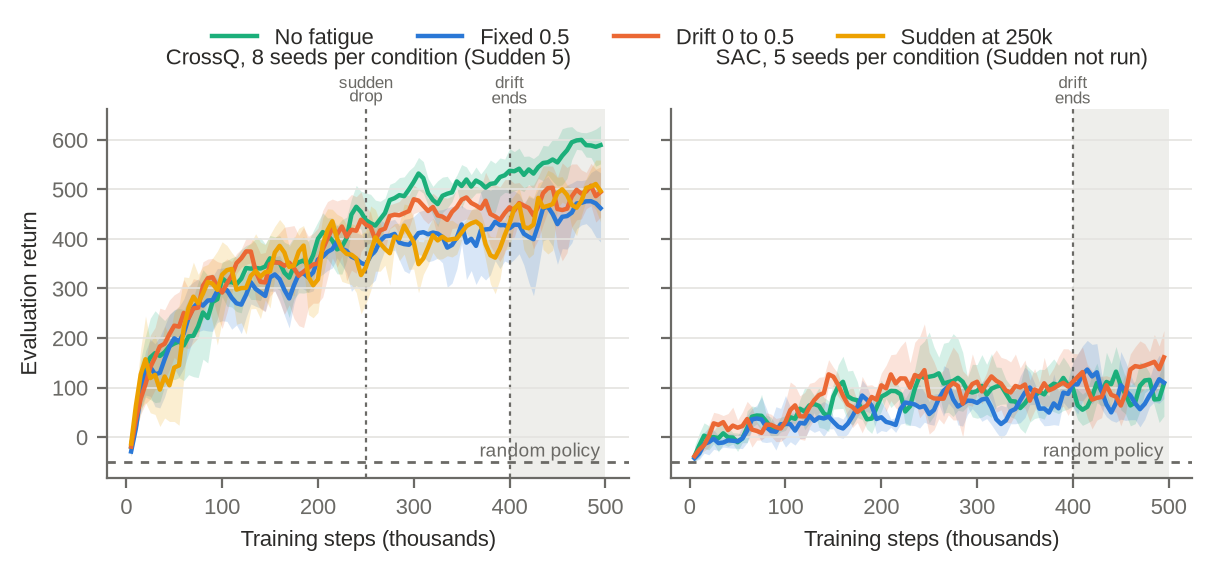 No fatigue Fixed 0.5 Drift 0 to 0.5 Sudden at 250k
CrossQ, 8 seeds per condition (Sudden 5)
SAC, 5 seeds per condition (Sudden not run)
sudden
drop
drift
ends
drift
ends
Evaluation return
600
500
400
300
200
100
0
random policy
random policy
0 100 200 300 400 500
0 100 200 300 400 500
Training steps (thousands)
Training steps (thousands)